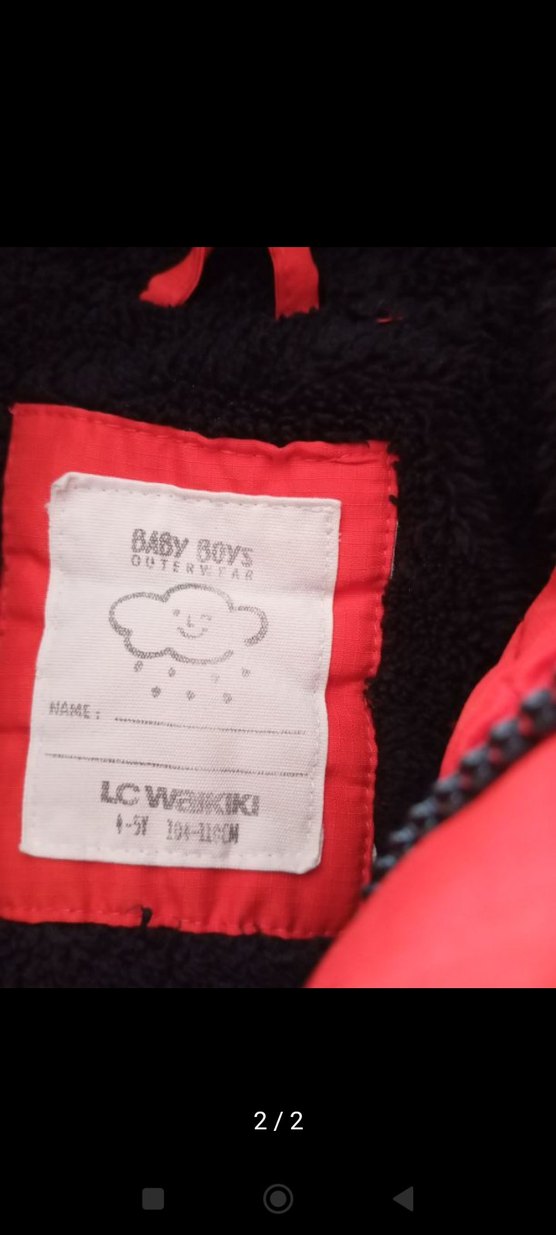 BABY BOYS
OUTERWEAR
NAME:
LC Waikiki
4-5Y 104-110CM
2 / 2